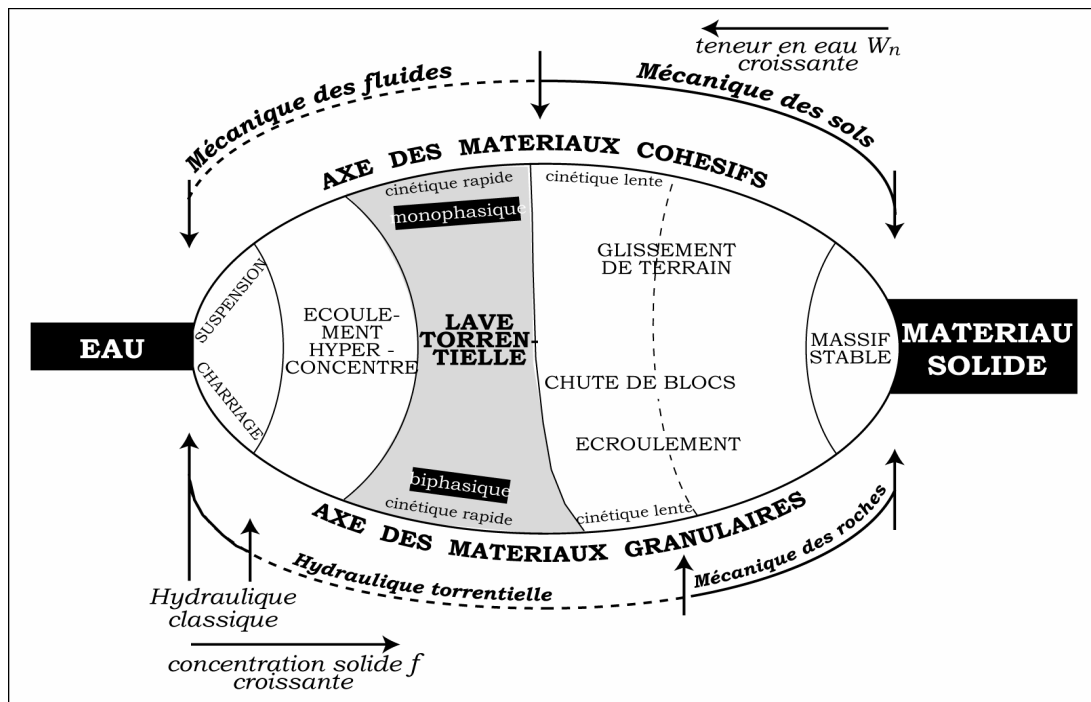 teneur en eau Wn
croissante
Mécanique des fluides
Mécanique des sols
AXE DES MATERIAUX COHESIFS
cinétique rapide
cinétique lente
monophasique
GLISSEMENT
DE TERRAIN
SUSPENSION
ECOULE-
MENT
HYPER -
CONCENTRE
LAVE
TORREN-
TIELLE
EAU
MASSIF
STABLE
MATERIAU
SOLIDE
CHARRIAGE
CHUTE DE BLOCS
ECROULEMENT
biphasique
cinétique rapide
cinétique lente
AXE DES MATERIAUX GRANULAIRES
Hydraulique torrentielle
Mécanique des roches
Hydraulique
classique
concentration solide f
croissante